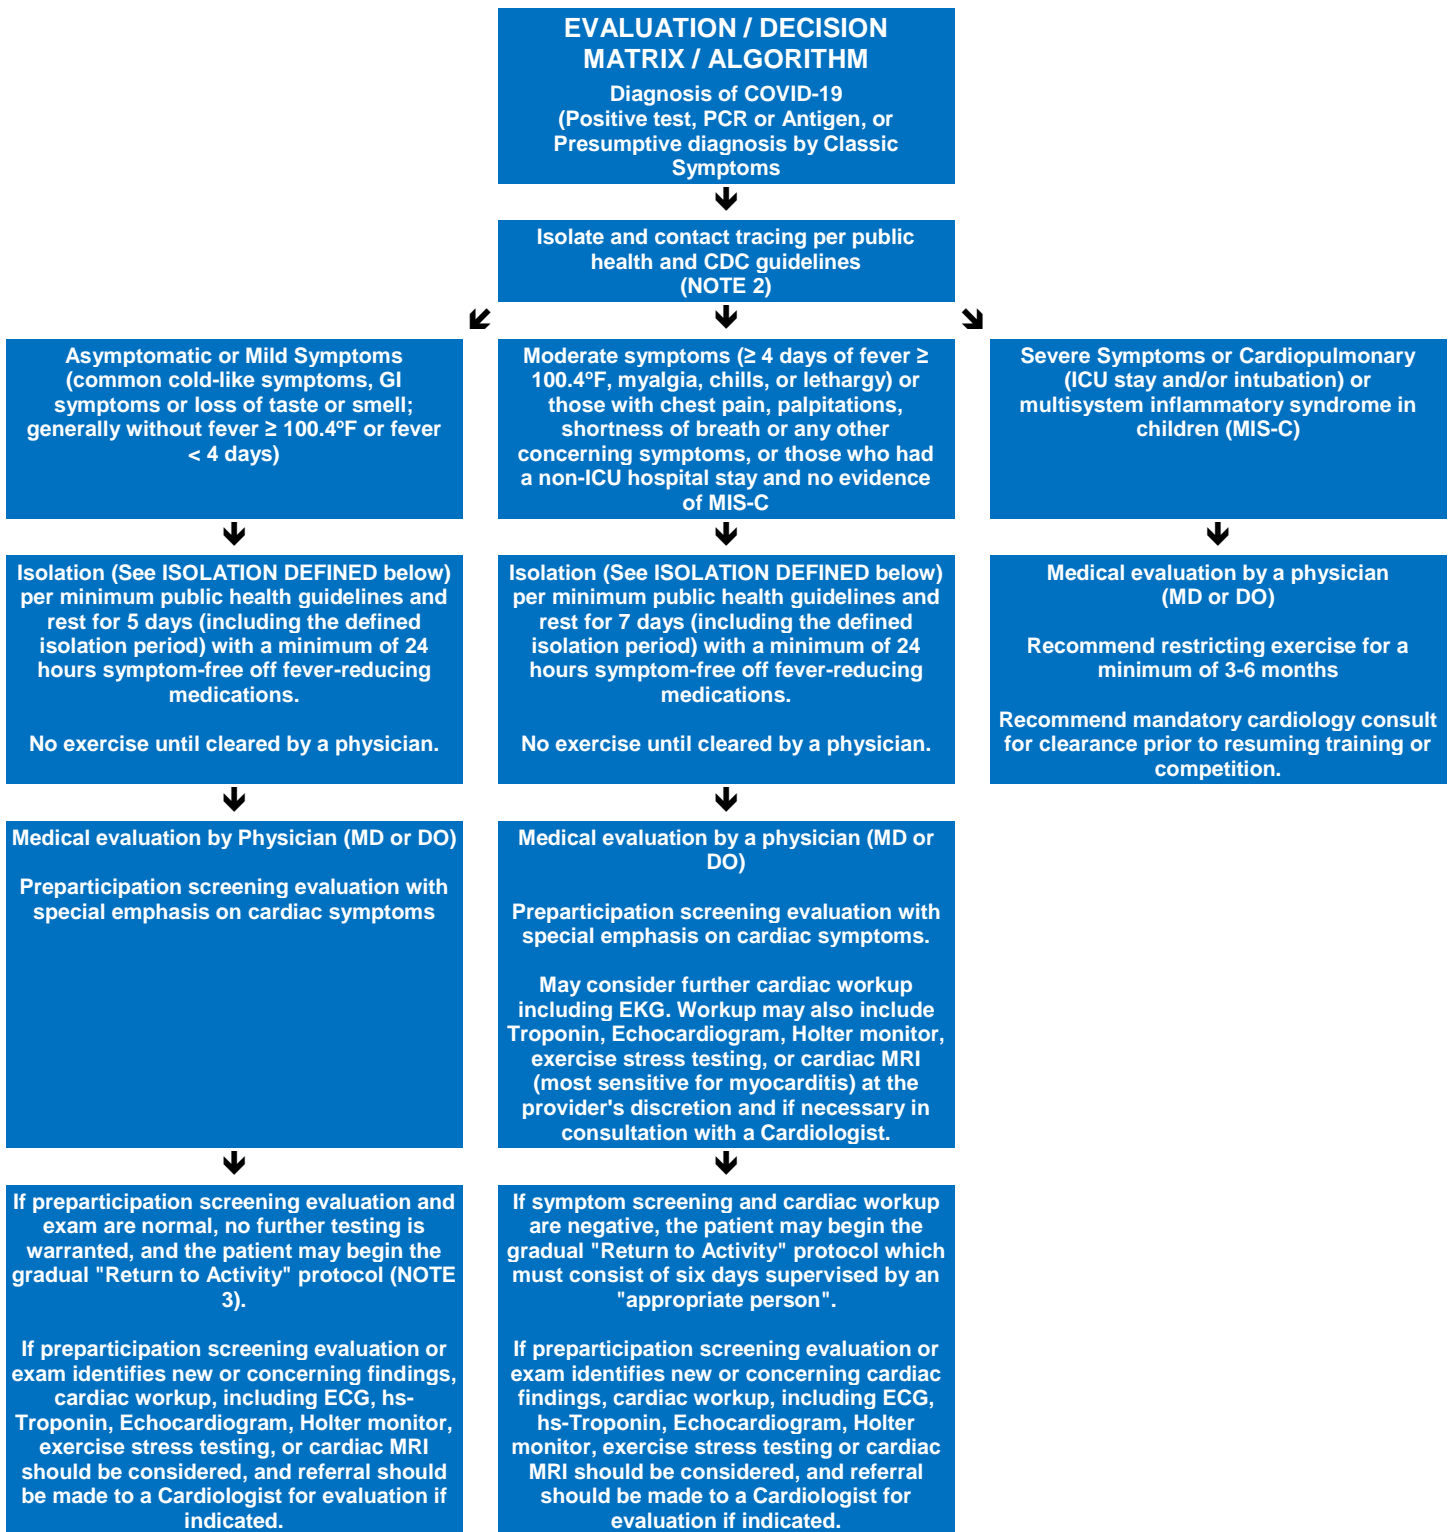 EVALUATION / DECISION
MATRIX / ALGORITHM
Diagnosis of COVID-19
(Positive test, PCR or Antigen, or
Presumptive diagnosis by Classic
Symptoms
Isolate and contact tracing per public
health and CDC guidelines
(NOTE 2)
Asymptomatic or Mild Symptoms
(common cold-like symptoms, GI
symptoms or loss of taste or smell;
generally without fever ≥ 100.4ºF or fever
< 4 days)
Moderate symptoms (≥ 4 days of fever ≥
100.4ºF, myalgia, chills, or lethargy) or
those with chest pain, palpitations,
shortness of breath or any other
concerning symptoms, or those who had
a non-ICU hospital stay and no evidence
of MIS-C
Severe Symptoms or Cardiopulmonary
(ICU stay and/or intubation) or
multisystem inflammatory syndrome in
children (MIS-C)
Isolation (See ISOLATION DEFINED below)
per minimum public health guidelines and
rest for 5 days (including the defined
isolation period) with a minimum of 24
hours symptom-free off fever-reducing
medications.
No exercise until cleared by a physician.
Isolation (See ISOLATION DEFINED below)
per minimum public health guidelines and
rest for 7 days (including the defined
isolation period) with a minimum of 24
hours symptom-free off fever-reducing
medications.
No exercise until cleared by a physician.
Medical evaluation by a physician
(MD or DO)
Recommend restricting exercise for a
minimum of 3-6 months
Recommend mandatory cardiology consult
for clearance prior to resuming training or
competition.
Medical evaluation by Physician (MD or DO)
Preparticipation screening evaluation with
special emphasis on cardiac symptoms
Medical evaluation by a physician (MD or
DO)
Preparticipation screening evaluation with
special emphasis on cardiac symptoms.
May consider further cardiac workup
including EKG. Workup may also include
Troponin, Echocardiogram, Holter monitor,
exercise stress testing, or cardiac MRI
(most sensitive for myocarditis) at the
provider's discretion and if necessary in
consultation with a Cardiologist.
If preparticipation screening evaluation and
exam are normal, no further testing is
warranted, and the patient may begin the
gradual "Return to Activity" protocol (NOTE
3).
If preparticipation screening evaluation or
exam identifies new or concerning findings,
cardiac workup, including ECG, hs-
Troponin, Echocardiogram, Holter monitor,
exercise stress testing, or cardiac MRI
should be considered, and referral should
be made to a Cardiologist for evaluation if
indicated.
If symptom screening and cardiac workup
are negative, the patient may begin the
gradual "Return to Activity" protocol which
must consist of six days supervised by an
"appropriate person".
If preparticipation screening evaluation or
exam identifies new or concerning cardiac
findings, cardiac workup, including ECG,
hs-Troponin, Echocardiogram, Holter
monitor, exercise stress testing or cardiac
MRI should be considered, and referral
should be made to a Cardiologist for
evaluation if indicated.